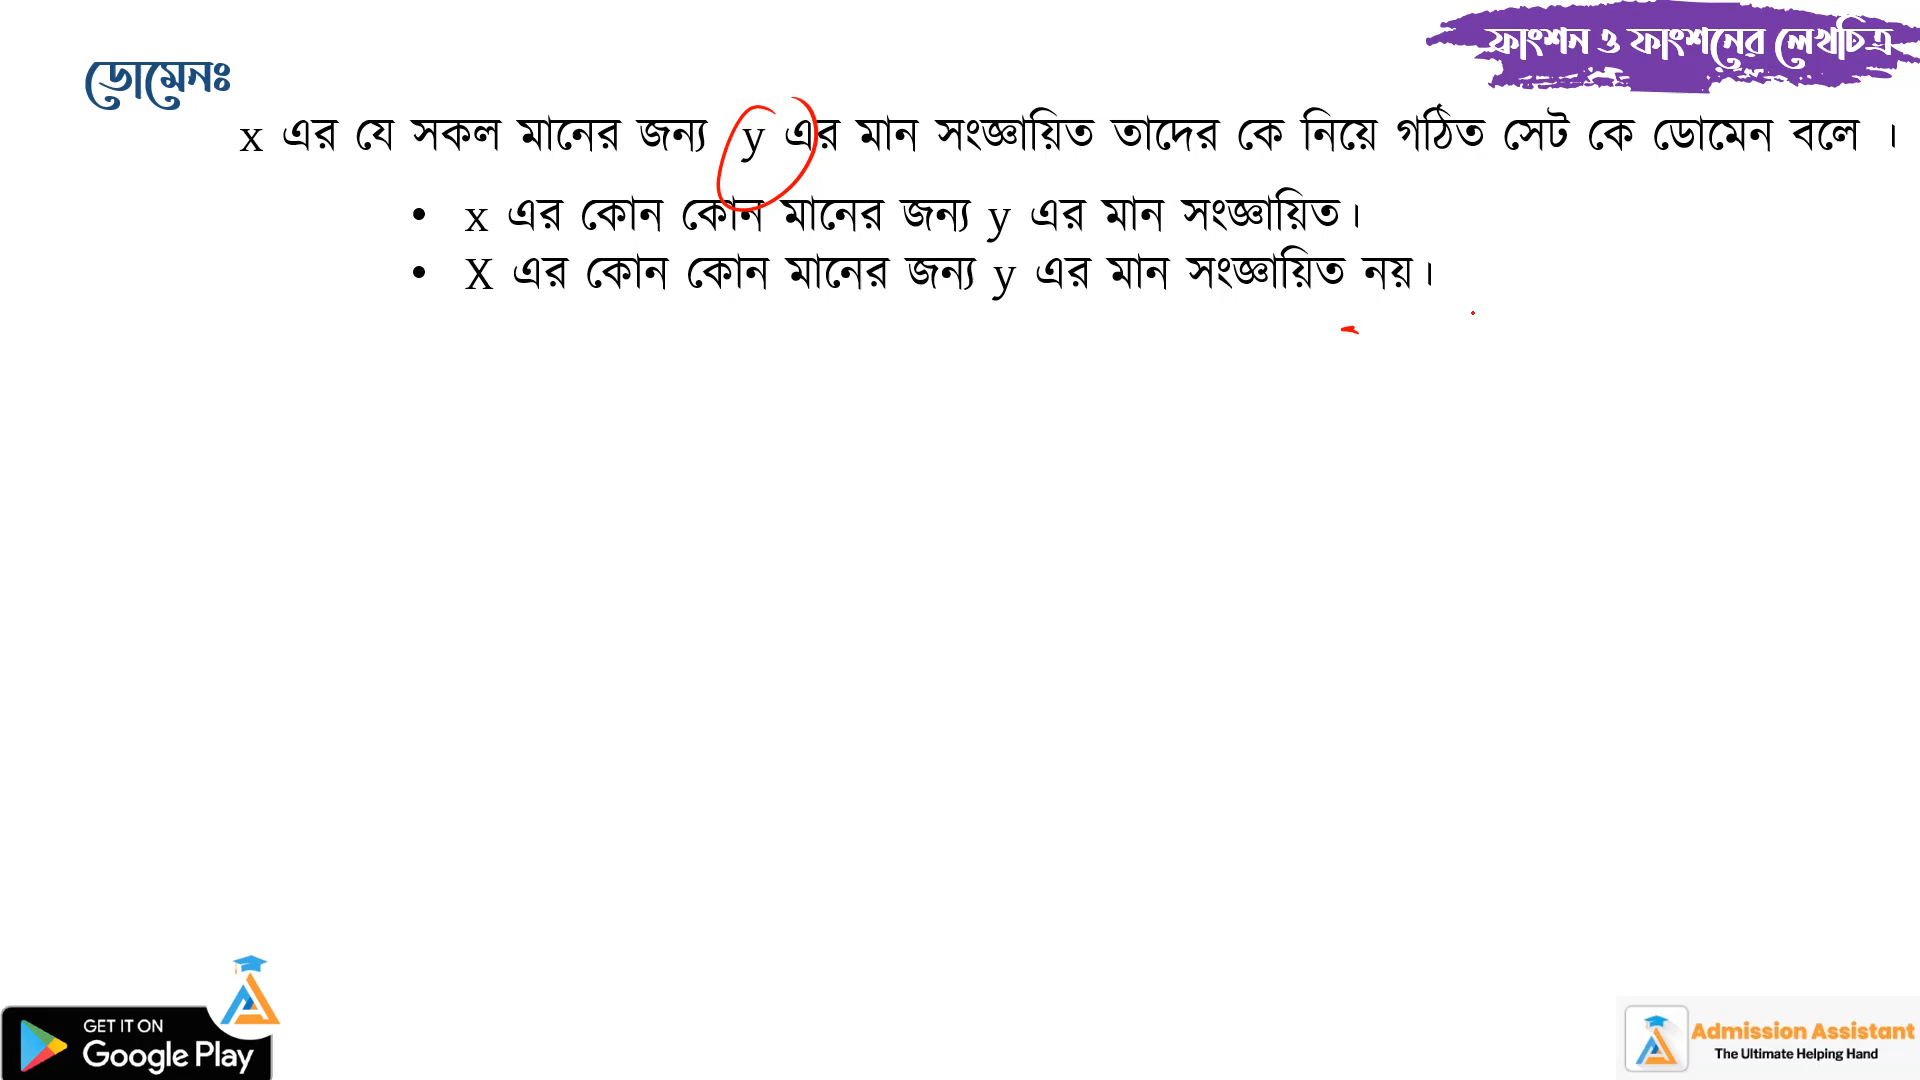 ফাংশন ও ফাংশনের লেখচিত্র
ডোমেনঃ
x এর যে সকল মানের জন্য y এর মান সংজ্ঞায়িত তাদের কে নিয়ে গঠিত সেট কে ডোমেন বলে ।
• x এর কোন কোন মানের জন্য y এর মান সংজ্ঞায়িত।
• X এর কোন কোন মানের জন্য y এর মান সংজ্ঞায়িত নয়।
GET IT ON
Google Play
Admission Assistant
The Ultimate Helping Hand